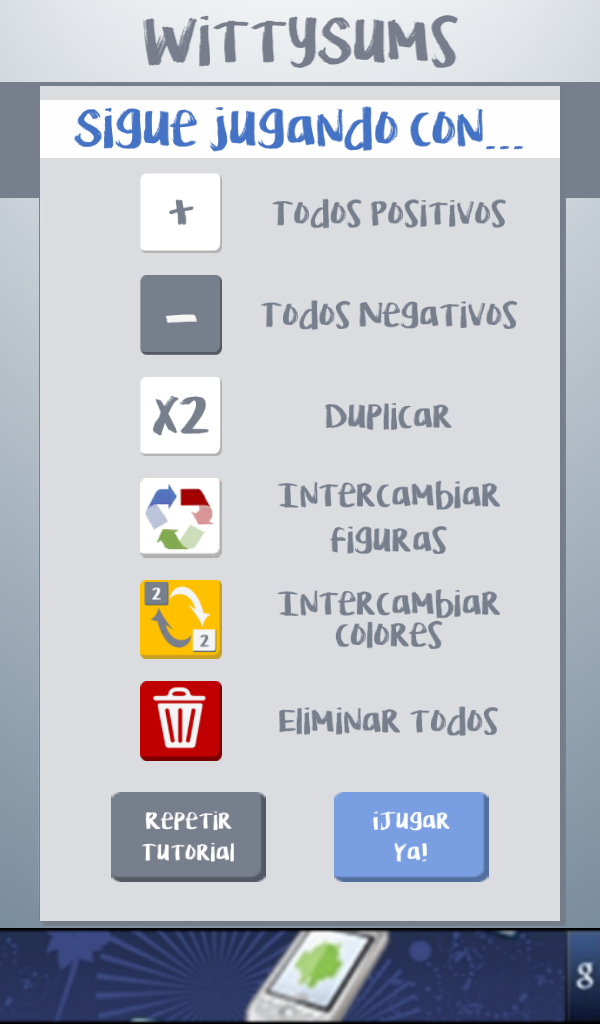 WITTYSUMS
Sigue jugando con...
+
Todos Positivos
-
Todos Negativos
X2
Duplicar
Intercambiar
figuras
2
2
Intercambiar
colores
Eliminar Todos
Repetir
Tutorial
¡Jugar
Ya!
g